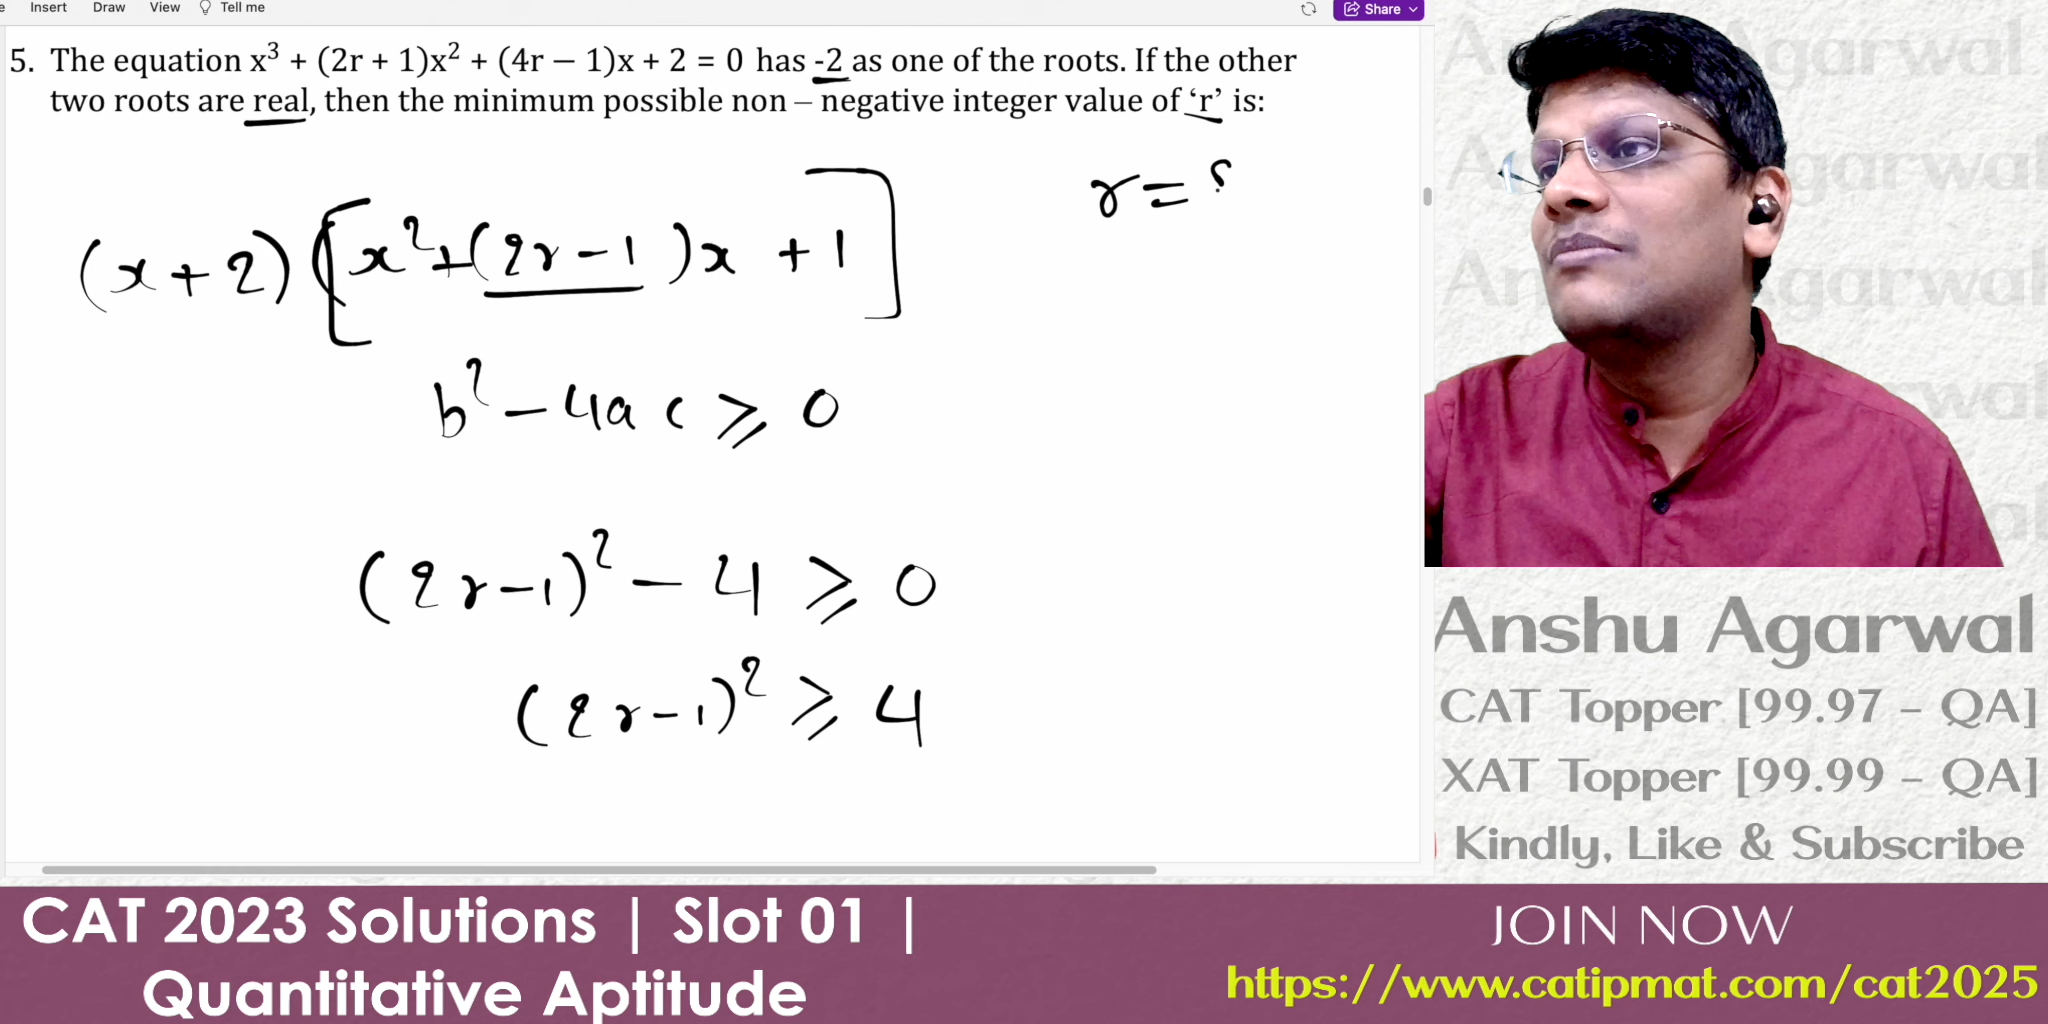 Insert Draw View Tell me Share
5. The equation x³ + (2r + 1)x² + (4r − 1)x + 2 = 0 has -2 as one of the roots. If the other
two roots are real, then the minimum possible non – negative integer value of ‘r’ is:
r = ?
(x + 2) [x² + (2r − 1)x + 1]
b² − 4ac ≥ 0
(2r − 1)² − 4 ≥ 0
(2r − 1)² ≥ 4
Anshu Agarwal
CAT Topper [99.97 - QA]
XAT Topper [99.99 - QA]
Kindly, Like & Subscribe
CAT 2023 Solutions | Slot 01 |
Quantitative Aptitude
JOIN NOW
https://www.catipmat.com/cat2025